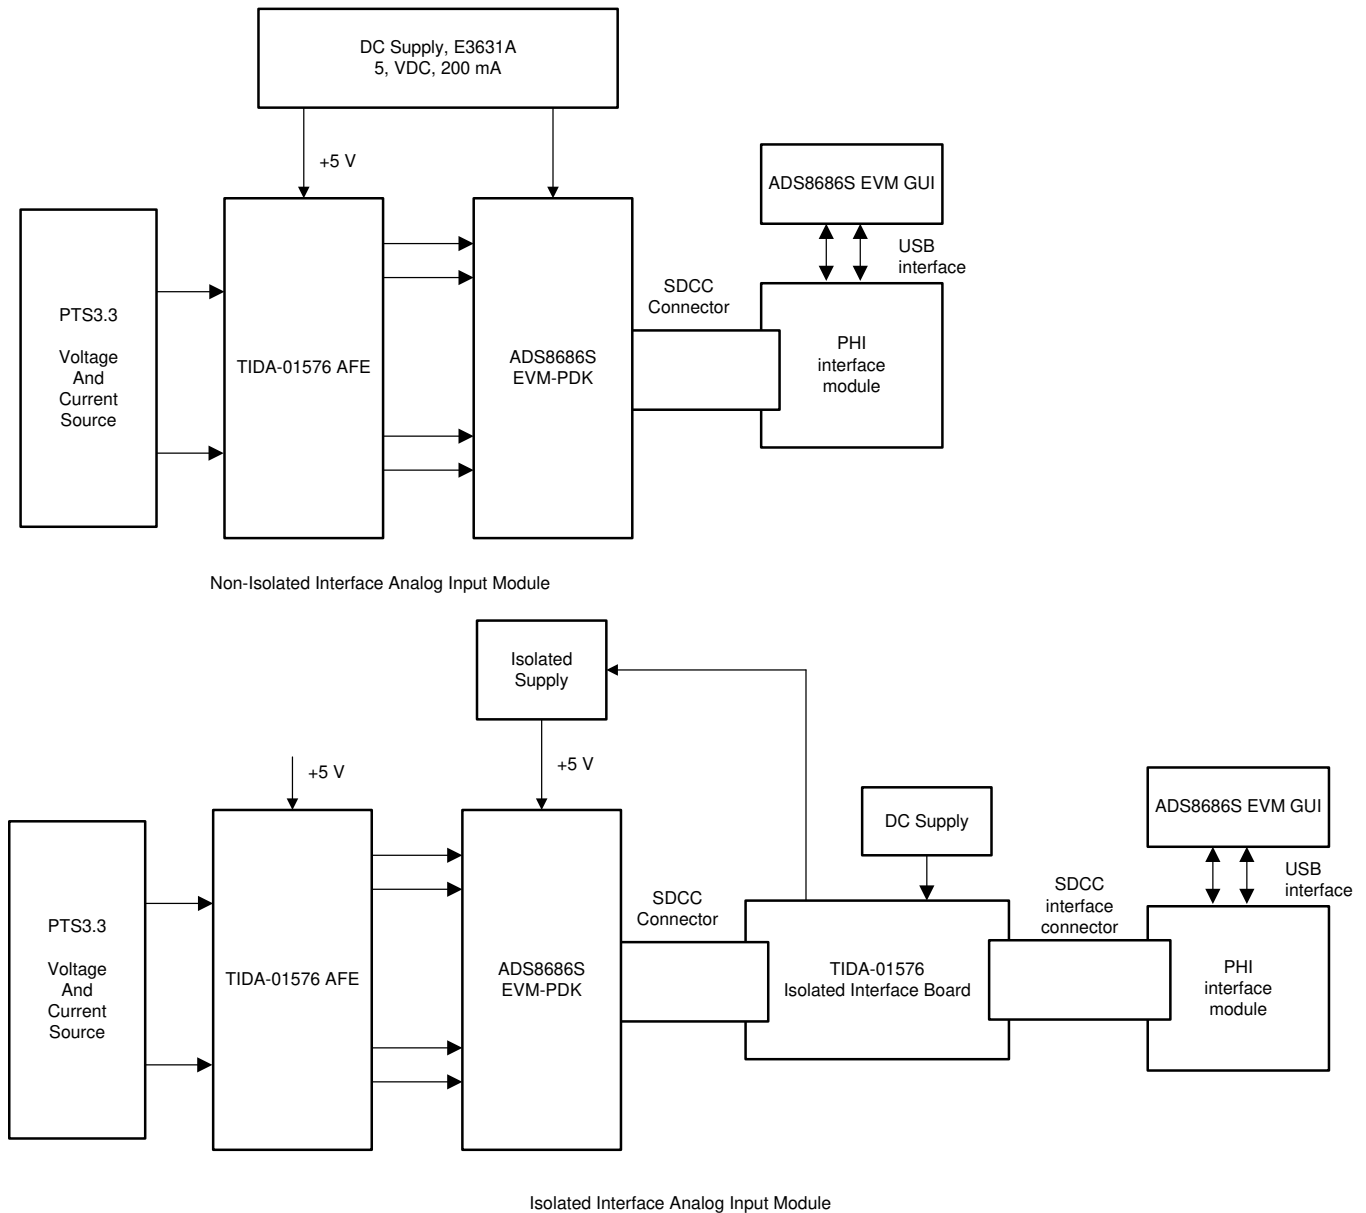 DC Supply, E3631A
5, VDC, 200 mA
+5 V
ADS8686S EVM GUI
USB
interface
SDCC
Connector
PTS3.3
Voltage
And
Current
Source
TIDA-01576 AFE
ADS8686S
EVM-PDK
PHI
interface
module
Non-Isolated Interface Analog Input Module
Isolated
Supply
+5 V
+5 V
DC Supply
ADS8686S EVM GUI
USB
interface
SDCC
Connector
SDCC
interface
connector
PTS3.3
Voltage
And
Current
Source
TIDA-01576 AFE
ADS8686S
EVM-PDK
TIDA-01576
Isolated Interface Board
PHI
interface
module
Isolated Interface Analog Input Module